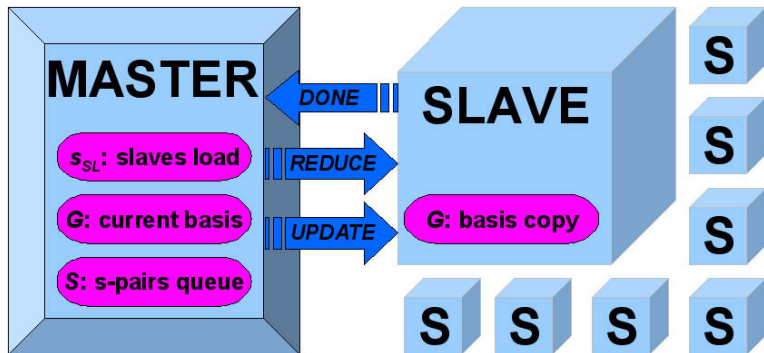 MASTER
s_SL: slaves load
G: current basis
S: s-pairs queue
DONE
REDUCE
UPDATE
SLAVE
G: basis copy
S
S
S
S
S
S
S